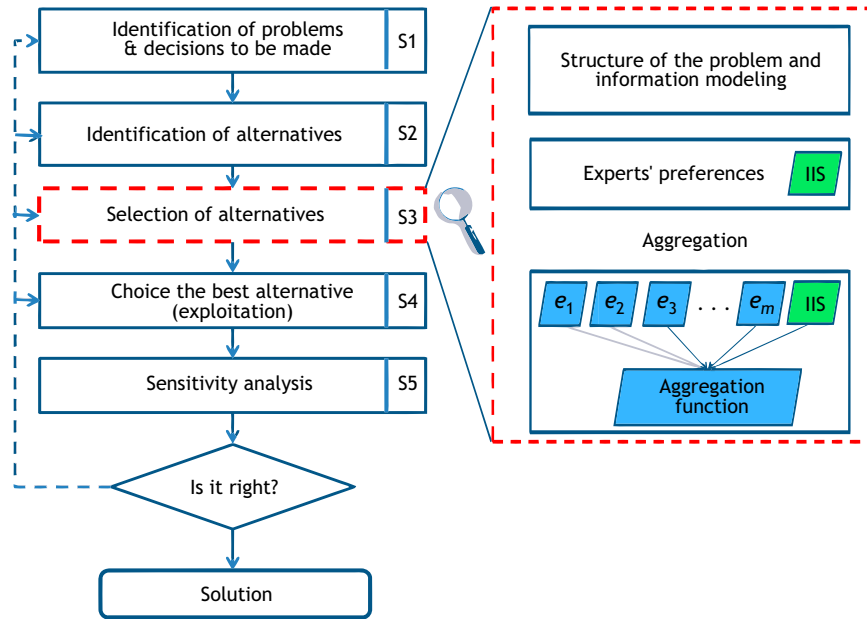 Identification of problems
& decisions to be made
S1
Identification of alternatives
S2
Selection of alternatives
S3
Choice the best alternative
(exploitation)
S4
Sensitivity analysis
S5
Is it right?
Solution
Structure of the problem and
information modeling
Experts' preferences
IIS
Aggregation
e1 e2 e3 . . . em IIS
Aggregation
function